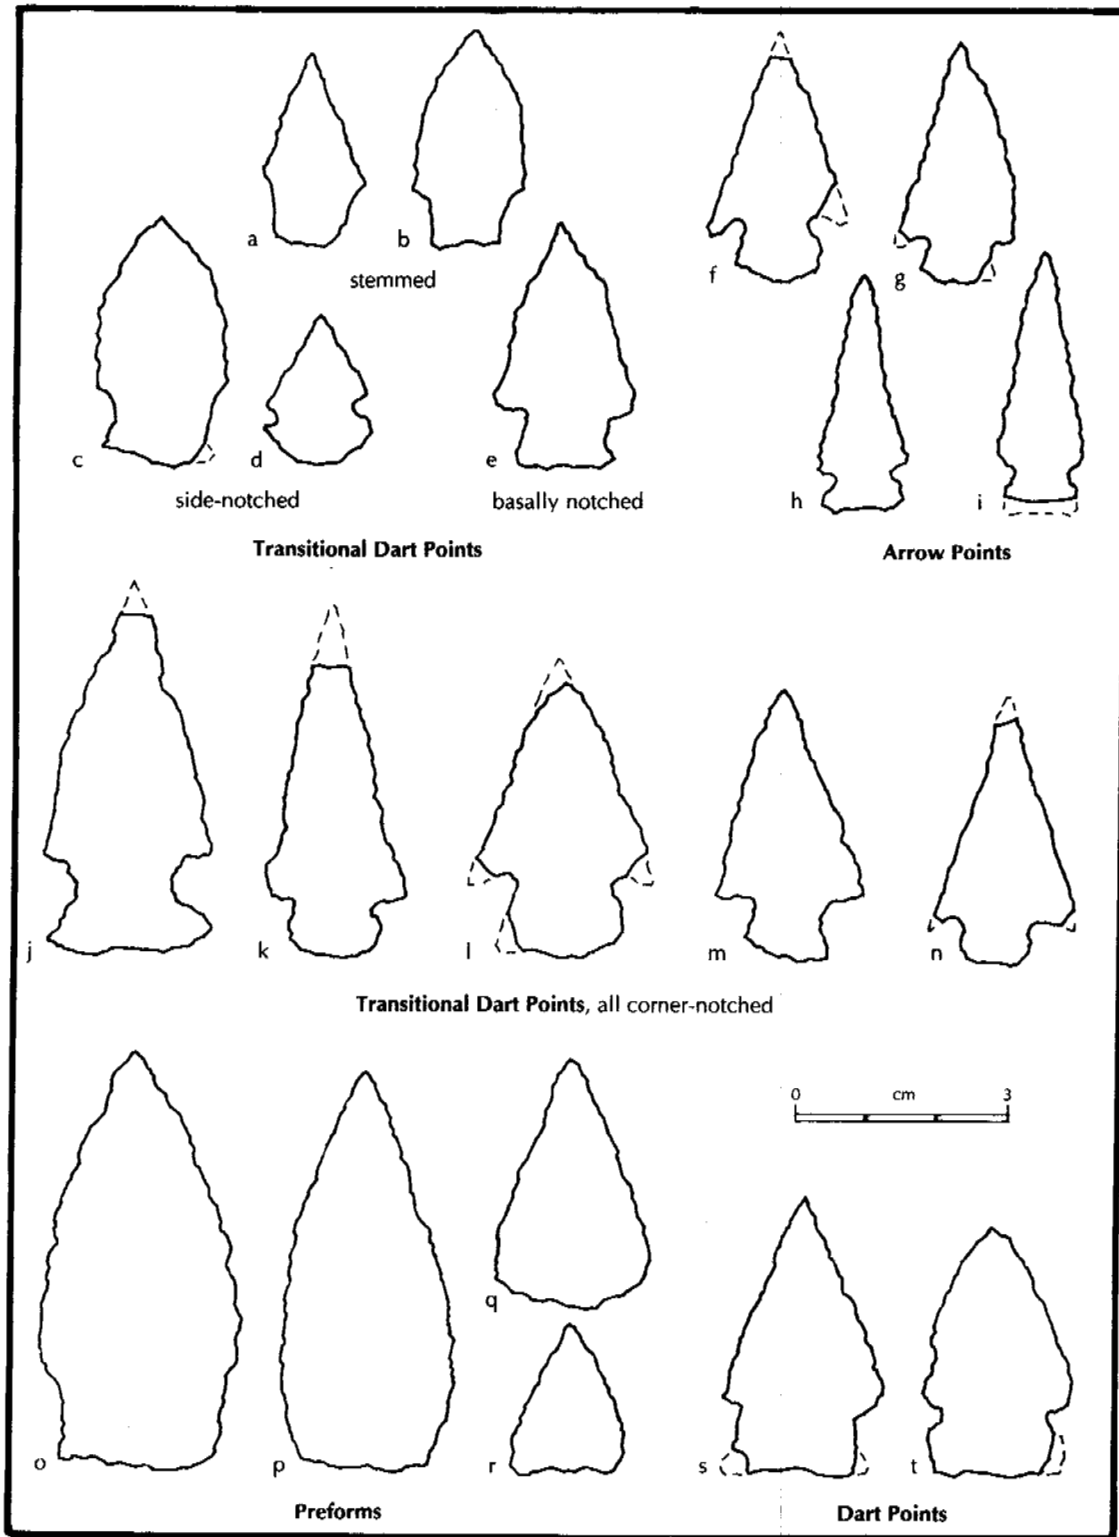 a
b
stemmed
f
g
c
d
e
side-notched
basally notched
h
i
Transitional Dart Points
Arrow Points
j
k
l
m
n
Transitional Dart Points, all corner-notched
0 cm 3
q
o
p
r
s
t
Preforms
Dart Points